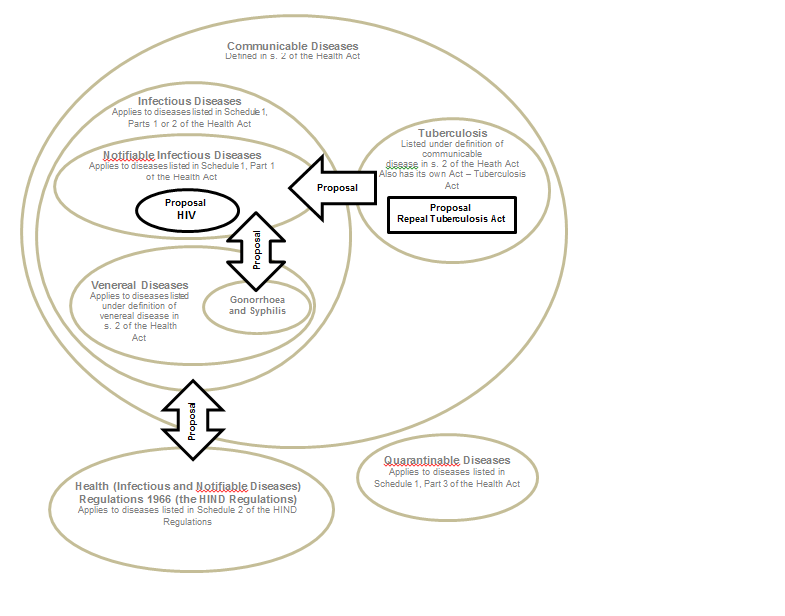 Communicable Diseases
Defined in s. 2 of the Health Act
Infectious Diseases
Applies to diseases listed in Schedule 1,
Parts 1 or 2 of the Health Act
Notifiable Infectious Diseases
Applies to diseases listed in Schedule 1, Part 1
of the Health Act
Proposal
HIV
Proposal
Tuberculosis
Listed under definition of
communicable
disease in s. 2 of the Heath Act
Also has its own Act – Tuberculosis
Act
Proposal
Repeal Tuberculosis Act
Proposal
Venereal Diseases
Applies to diseases listed
under definition of
venereal disease in
s. 2 of the Health
Act
Gonorrhoea
and Syphilis
Proposal
Health (Infectious and Notifiable Diseases)
Regulations 1966 (the HIND Regulations)
Applies to diseases listed in Schedule 2 of the HIND
Regulations
Quarantinable Diseases
Applies to diseases listed in
Schedule 1, Part 3 of the Health Act